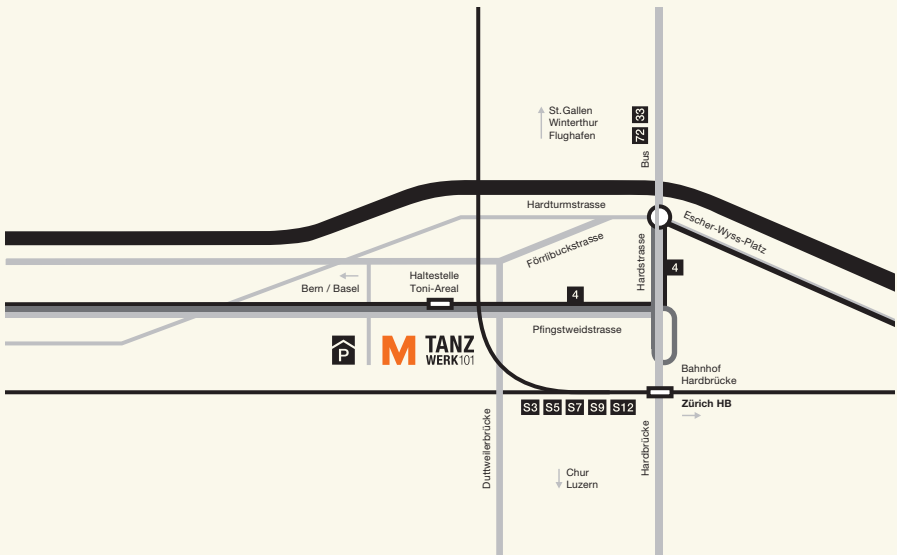 St. Gallen
Winterthur
Flughafen
33
72
Bus
Hardturmstrasse
Escher-Wyss-Platz
Förrlibuckstrasse
Hardstrasse
Bern / Basel
Haltestelle
Toni-Areal
4
4
Pfingstweidstrasse
P
M
TANZ
WERK101
Bahnhof
Hardbrücke
Zürich HB
S3 S5 S7 S9 S12
Duttweilerbrücke
Hardbrücke
Chur
Luzern